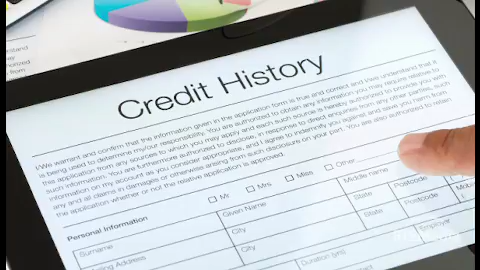 Credit History
I/We warrant and confirm that the information given in the application form is true and correct and I/we understand that it
is being used to determine my/our responsibility. You are authorized to obtain any information you may require relative to
this application from any sources to which you may apply and each such source is hereby authorized to provide you with
such information. You are furthermore authorized to disclose, in response to direct enquiries from any other parties, such
information on my account as you consider appropriate, and I agree to indemnify you against and save you harm from
any and all claims in damages or otherwise arising from such disclosure on your part. You are also authorized to retain
the application whether or not the relative application is approved.
Mr Mrs Miss Other
Personal Information
Surname
Given Name
Middle name
Postcode
City
State
Postcode
City
State
Employer
Duration (yrs)
Address